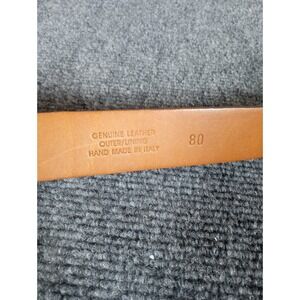 GENUINE LEATHER
OUTER/LINING
HAND MADE IN ITALY
80